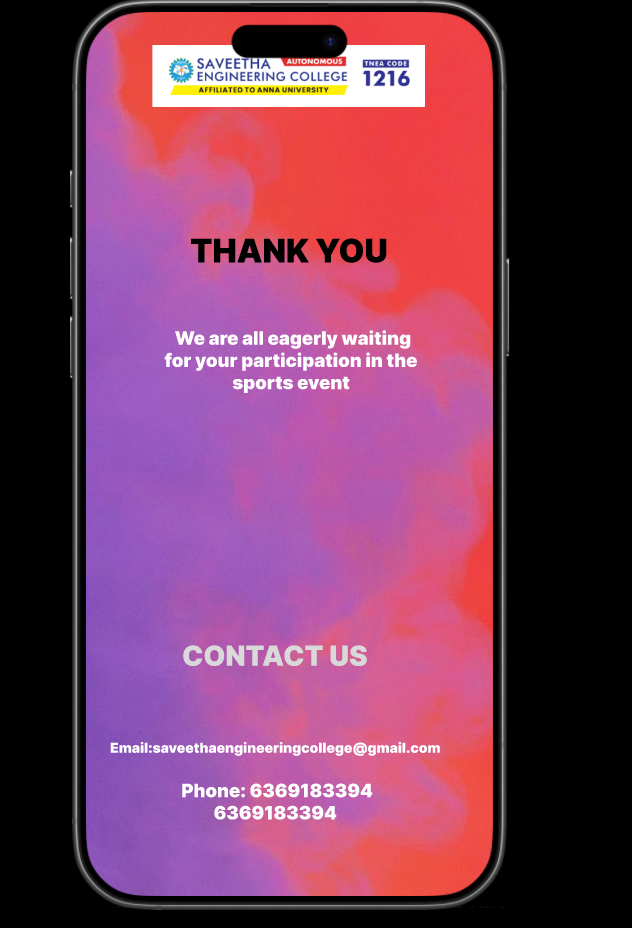 SAVEETHA AUTONOMOUS
ENGINEERING COLLEGE
AFFILIATED TO ANNA UNIVERSITY
TNEA CODE
1216
THANK YOU
We are all eagerly waiting
for your participation in the
sports event
CONTACT US
Email:saveethaengineeringcollege@gmail.com
Phone: 6369183394
6369183394